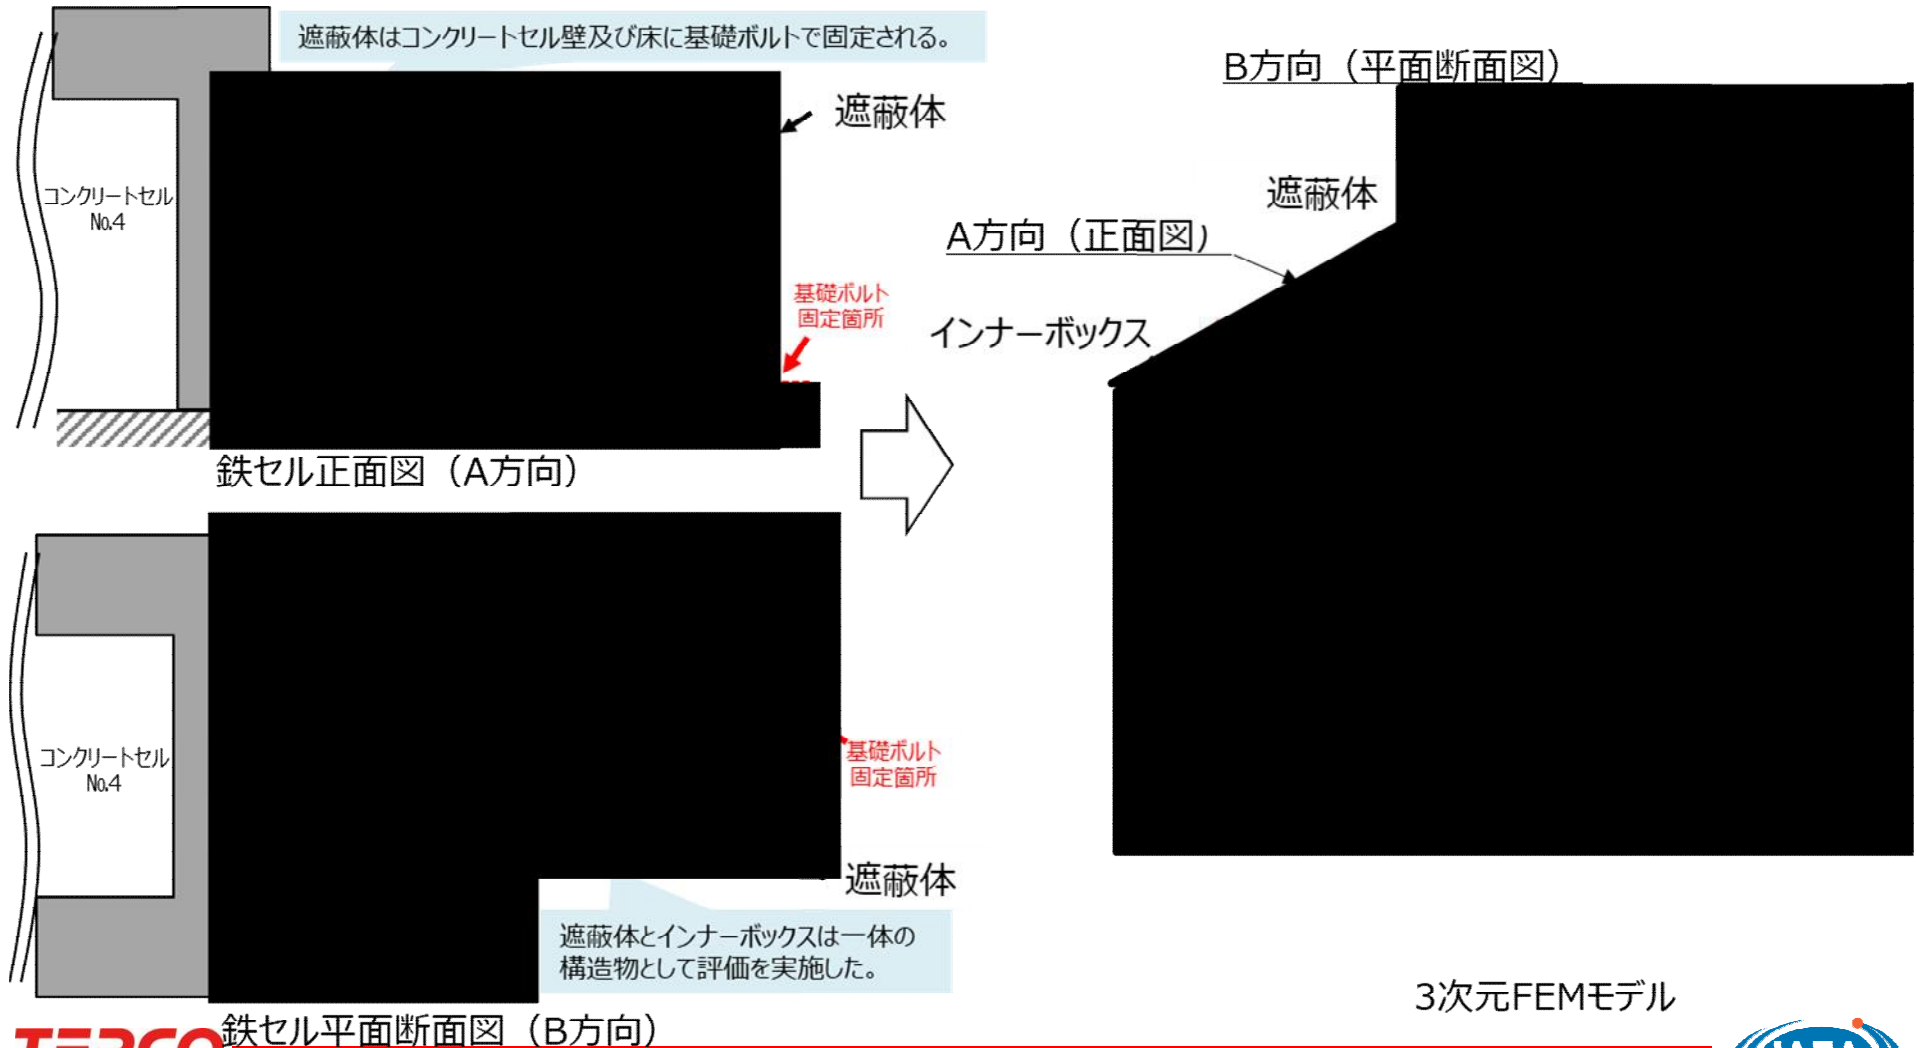 遮蔽体はコンクリートセル壁及び床に基礎ボルトで固定される。
遮蔽体
コンクリートセル
No.4
基礎ボルト
固定箇所
鉄セル正面図（A方向）
B方向（平面断面図）
遮蔽体
A方向（正面図）
インナーボックス
コンクリートセル
No.4
基礎ボルト
固定箇所
遮蔽体
遮蔽体とインナーボックスは一体の
構造物として評価を実施した。
鉄セル平面断面図（B方向）
3次元FEMモデル